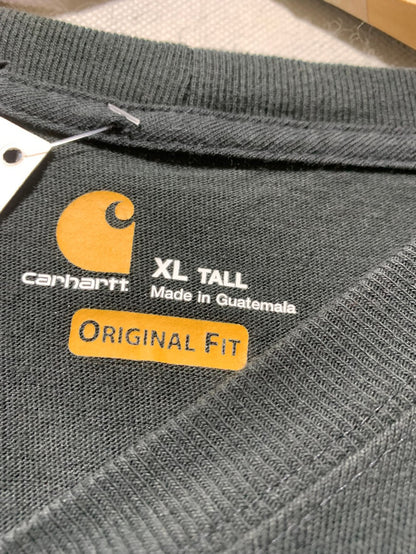 carhartt
XL TALL
Made in Guatemala
ORIGINAL FIT